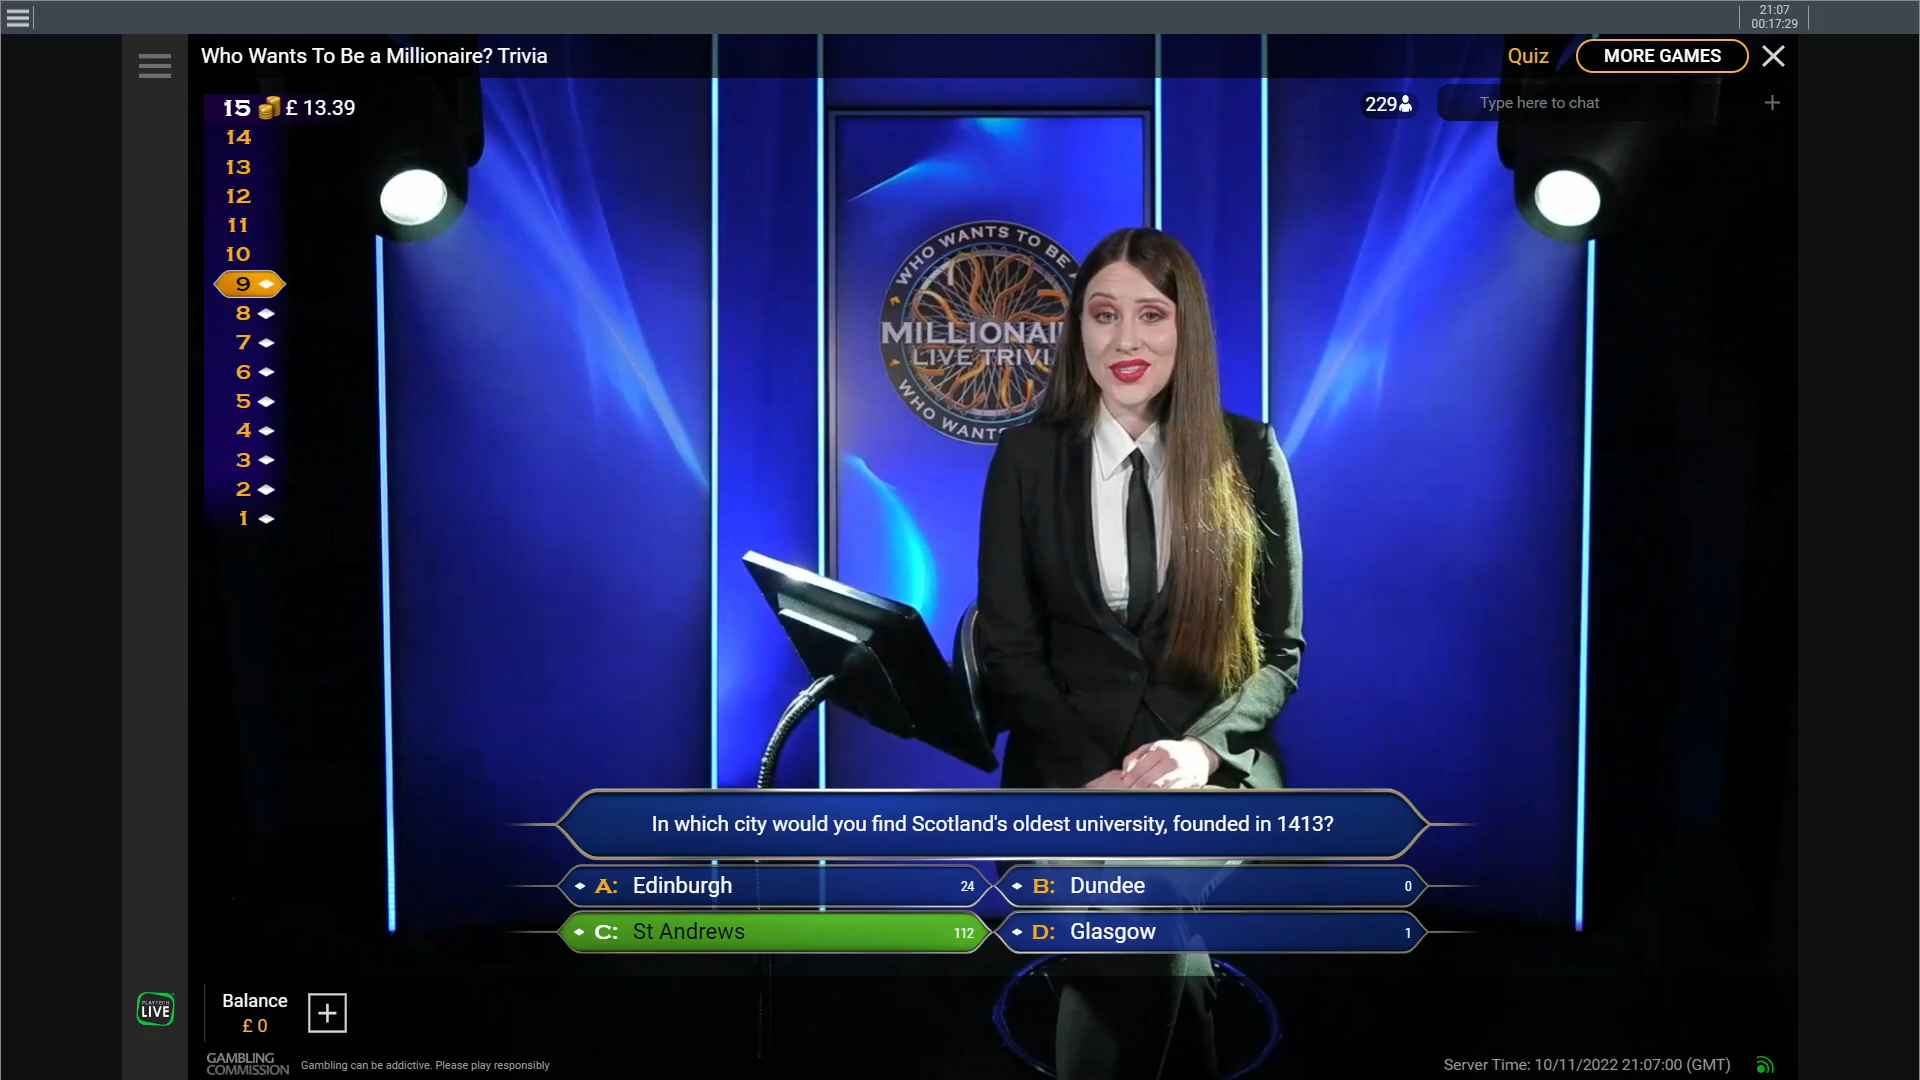 21:07
00:17:29
Who Wants To Be a Millionaire? Trivia
Quiz
MORE GAMES
15 £ 13.39
229
Type here to chat
14
13
12
11
10
9
8
7
6
5
4
3
2
1
WHO WANTS TO BE A
MILLIONAI
LIVE TRIVI
WHO WANTS
In which city would you find Scotland's oldest university, founded in 1413?
A: Edinburgh 24
B: Dundee 0
C: St Andrews 112
D: Glasgow 1
PLAYTECH
LIVE
Balance
£ 0
GAMBLING
COMMISSION
Gambling can be addictive. Please play responsibly
Server Time: 10/11/2022 21:07:00 (GMT)